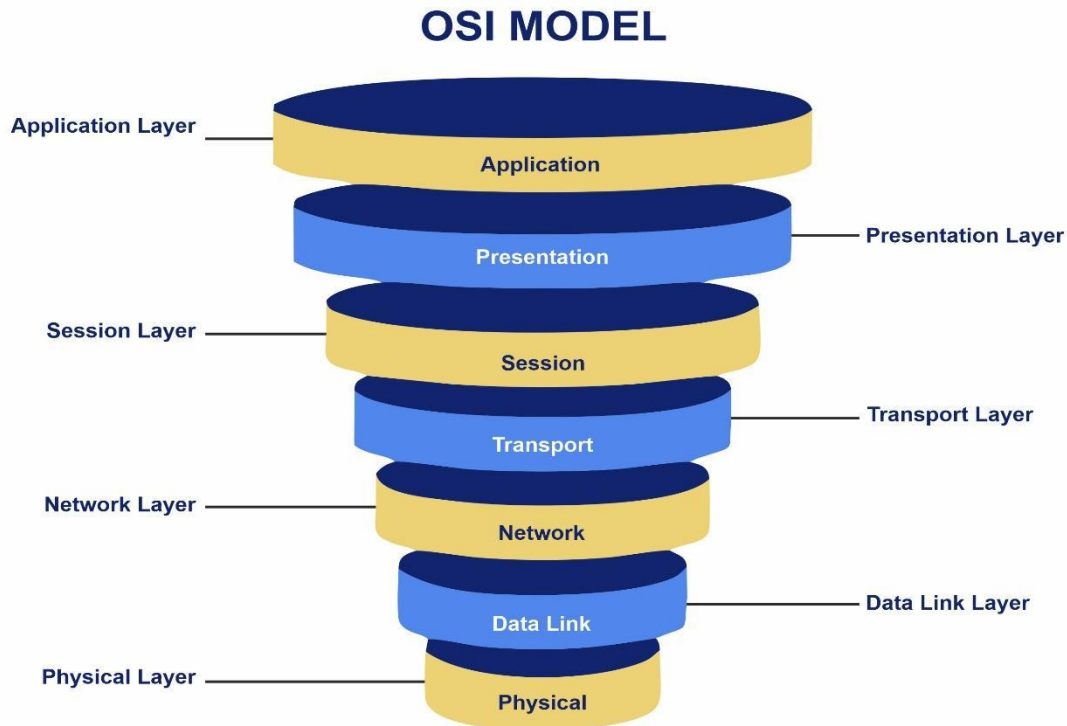 OSI MODEL
Application Layer
Application
Presentation Layer
Presentation
Session Layer
Session
Transport Layer
Transport
Network Layer
Network
Data Link Layer
Data Link
Physical Layer
Physical